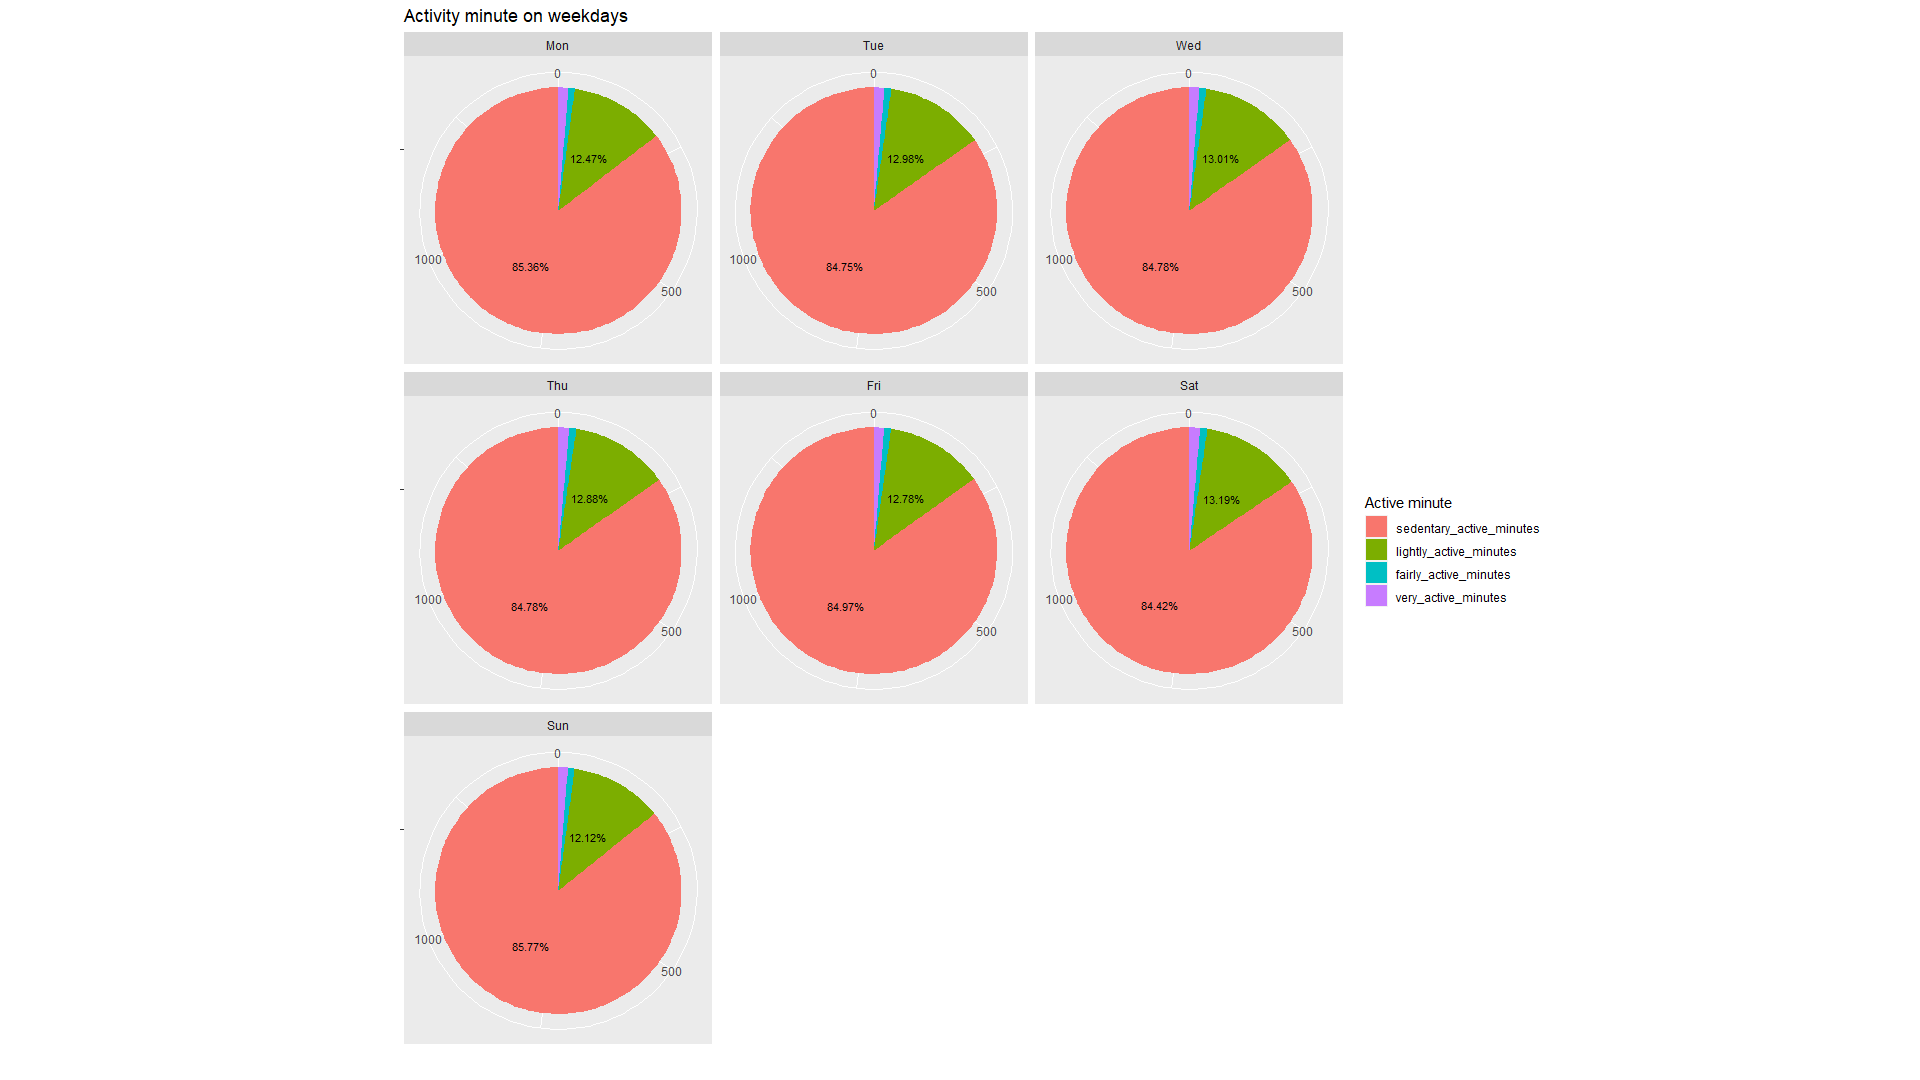 Activity minute on weekdays
Mon
Tue
Wed
0
0
0
12.47%
12.98%
13.01%
1000
85.36%
500
1000
84.75%
500
1000
84.78%
500
Thu
Fri
Sat
0
0
0
12.88%
12.78%
13.19%
1000
84.78%
500
1000
84.97%
500
1000
84.42%
500
Sun
0
12.12%
1000
85.77%
500
Active minute
sedentary_active_minutes
lightly_active_minutes
fairly_active_minutes
very_active_minutes